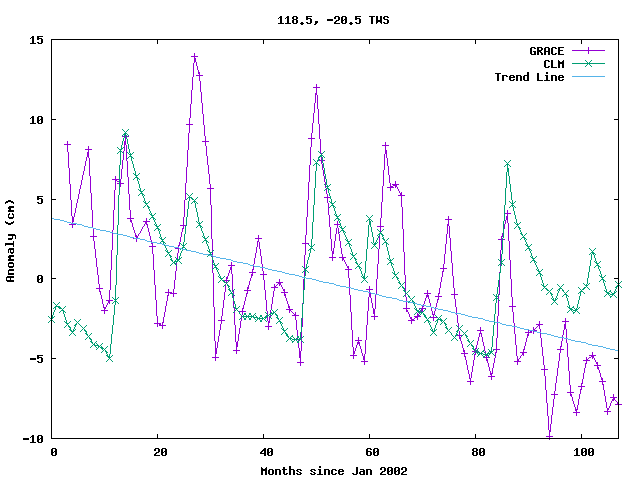 118.5, -20.5 TWS
GRACE
CLM
Trend Line
15
10
5
0
-5
-10
Anomaly (cm)
0 20 40 60 80 100
Months since Jan 2002